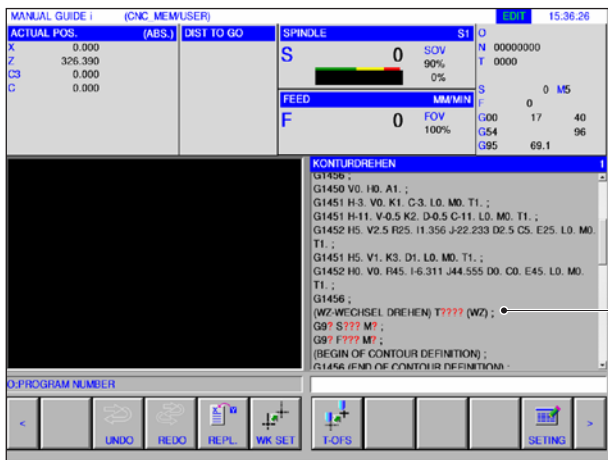 MANUAL GUIDE i (CNC_MEM/USER) EDIT 15.36.26
ACTUAL POS. (ABS.) DIST TO GO SPINDLE S1 O
X 0.000
Z 326.390
C3 0.000
C 0.000
S 0 SOV
90%
0%
FEED MM/MIN
F 0 FOV
100%
N 00000000
T 0000
S 0 M5
F 0
G00 17 40
G54 96
G95 69.1
KONTURDREHEN 1
G1456 ;
G1450 V0. H0. A1. ;
G1451 H-3. V0. K1. C-3. L0. M0. T1. ;
G1451 H-11. V-0.5 K2. D-0.5 C-11. L0. M0. T1. ;
G1452 H5. V2.5 R25. I1.356 J-22.233 D2.5 C5. E25. L0. M0.
T1. ;
G1451 H5. V1. K3. D1. L0. M0. T1. ;
G1452 H0. V0. R45. I-6.311 J44.555 D0. C0. E45. L0. M0.
T1. ;
G1456 ;
(WZ-WECHSEL DREHEN) T???? (WZ) ;
G9? S??? M? ;
G9? F??? M? ;
(BEGIN OF CONTOUR DEFINITION) ;
G1456 (END OF CONTOUR DEFINITION) ;
O:PROGRAM NUMBER
< UNDO REDO REPL. WK SET T-OFS SETING >